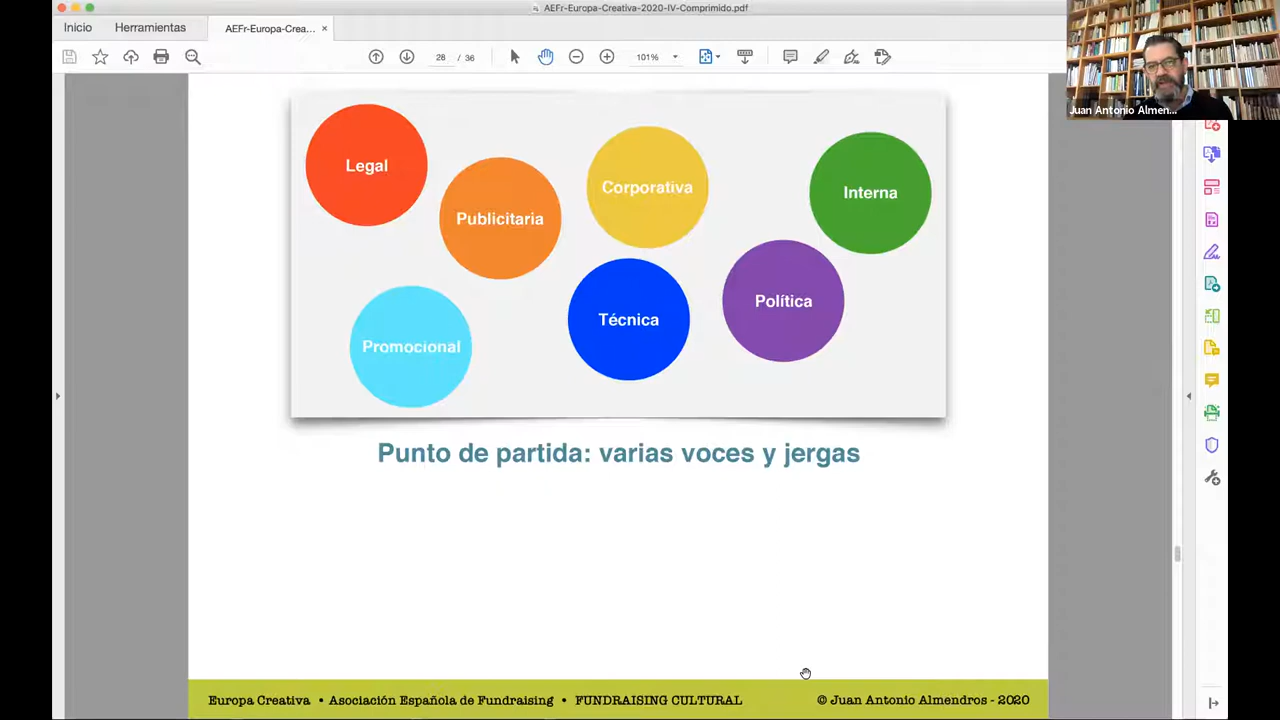 AEFr-Europa-Creativa-2020-IV-Comprimido.pdf
Inicio
Herramientas
AEFr-Europa-Crea... ×
28 / 36
101%
Juan Antonio Almen...
Legal
Publicitaria
Corporativa
Interna
Promocional
Técnica
Política
Punto de partida: varias voces y jergas
Europa Creativa • Asociación Española de Fundraising • FUNDRAISING CULTURAL
© Juan Antonio Almendros - 2020